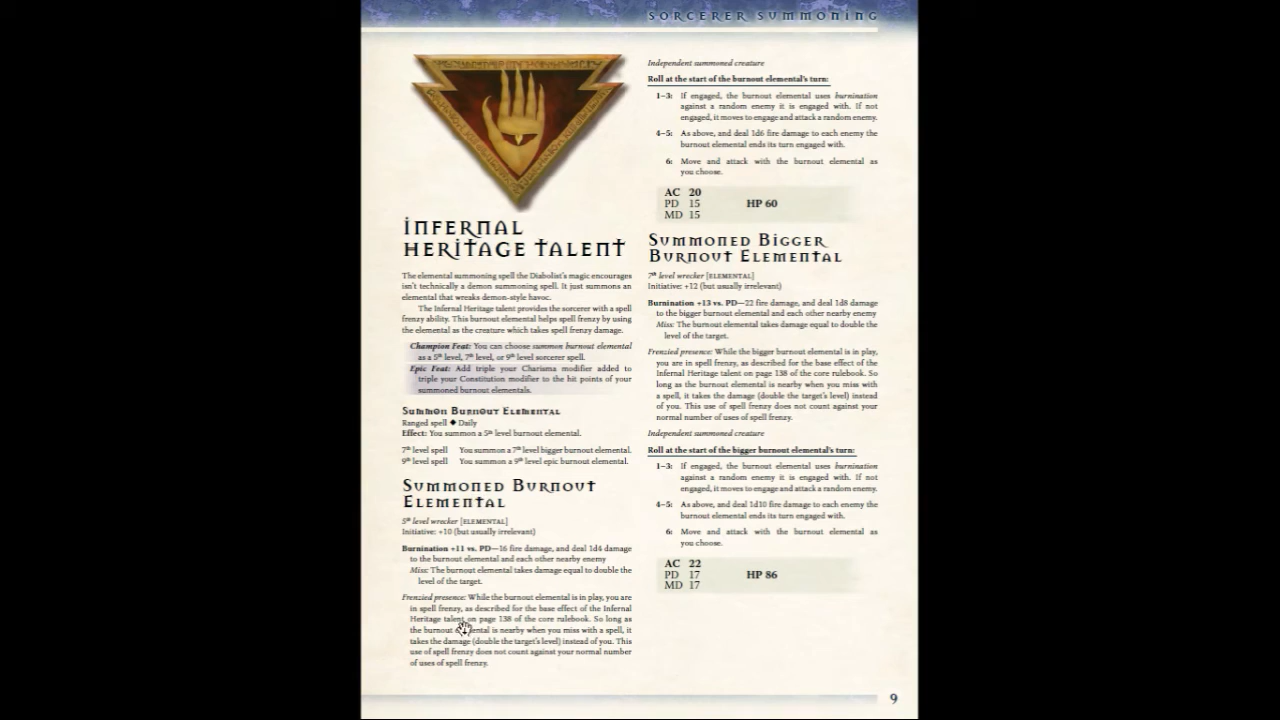 SORCERER SUMMONING
INFERNAL
HERITAGE TALENT
The elemental summoning spell the Diabolist's magic encourages
isn't technically a demon summoning spell. It just summons an
elemental that wreaks demon-style havoc.
The Infernal Heritage talent provides the sorcerer with a spell
frenzy ability. This burnout elemental helps spell frenzy by using
the elemental as the creature which takes spell frenzy damage.
Champion Feat: You can choose summon burnout elemental
as a 5th level, 7th level, or 9th level sorcerer spell.
Epic Feat: Add triple your Charisma modifier added to
triple your Constitution modifier to the hit points of your
summoned burnout elementals.
Summon Burnout Elemental
Ranged spell ◆ Daily
Effect: You summon a 5th level burnout elemental.
7th level spell You summon a 7th level bigger burnout elemental.
9th level spell You summon a 9th level epic burnout elemental.
Summoned Burnout
Elemental
5th level wrecker [ELEMENTAL]
Initiative: +10 (but usually irrelevant)
Burnination +11 vs. PD—16 fire damage, and deal 1d4 damage
to the burnout elemental and each other nearby enemy
Miss: The burnout elemental takes damage equal to double the
level of the target.
Frenzied presence: While the burnout elemental is in play, you are
in spell frenzy, as described for the base effect of the Infernal
Heritage talent on page 138 of the core rulebook. So long as
the burnout elemental is nearby when you miss with a spell, it
takes the damage (double the target's level) instead of you. This
use of spell frenzy does not count against your normal number
of uses of spell frenzy.
Independent summoned creature
Roll at the start of the burnout elemental's turn:
1–3: If engaged, the burnout elemental uses burnination
against a random enemy it is engaged with. If not
engaged, it moves to engage and attack a random enemy.
4–5: As above, and deal 1d6 fire damage to each enemy the
burnout elemental ends its turn engaged with.
6: Move and attack with the burnout elemental as
you choose.
AC 20
PD 15 HP 60
MD 15
Summoned Bigger
Burnout Elemental
7th level wrecker [ELEMENTAL]
Initiative: +12 (but usually irrelevant)
Burnination +13 vs. PD—22 fire damage, and deal 1d8 damage
to the bigger burnout elemental and each other nearby enemy
Miss: The burnout elemental takes damage equal to double the
level of the target.
Frenzied presence: While the bigger burnout elemental is in play,
you are in spell frenzy, as described for the base effect of the
Infernal Heritage talent on page 138 of the core rulebook. So
long as the burnout elemental is nearby when you miss with
a spell, it takes the damage (double the target's level) instead
of you. This use of spell frenzy does not count against your
normal number of uses of spell frenzy.
Independent summoned creature
Roll at the start of the bigger burnout elemental's turn:
1–3: If engaged, the burnout elemental uses burnination
against a random enemy it is engaged with. If not
engaged, it moves to engage and attack a random enemy.
4–5: As above, and deal 1d10 fire damage to each enemy the
burnout elemental ends its turn engaged with.
6: Move and attack with the burnout elemental as
you choose.
AC 22
PD 17 HP 86
MD 17
9